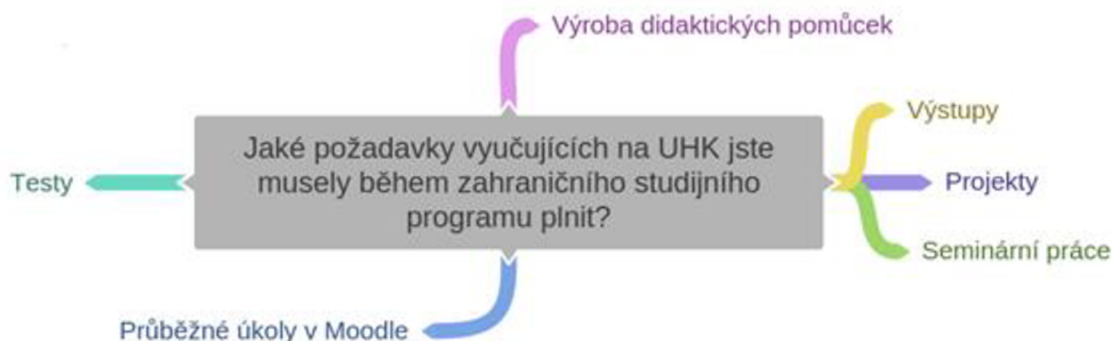 Výroba didaktických pomůcek
Výstupy
Jaké požadavky vyučujících na UHK jste
musely během zahraničního studijního
programu plnit?
Testy
Projekty
Seminární práce
Průběžné úkoly v Moodle